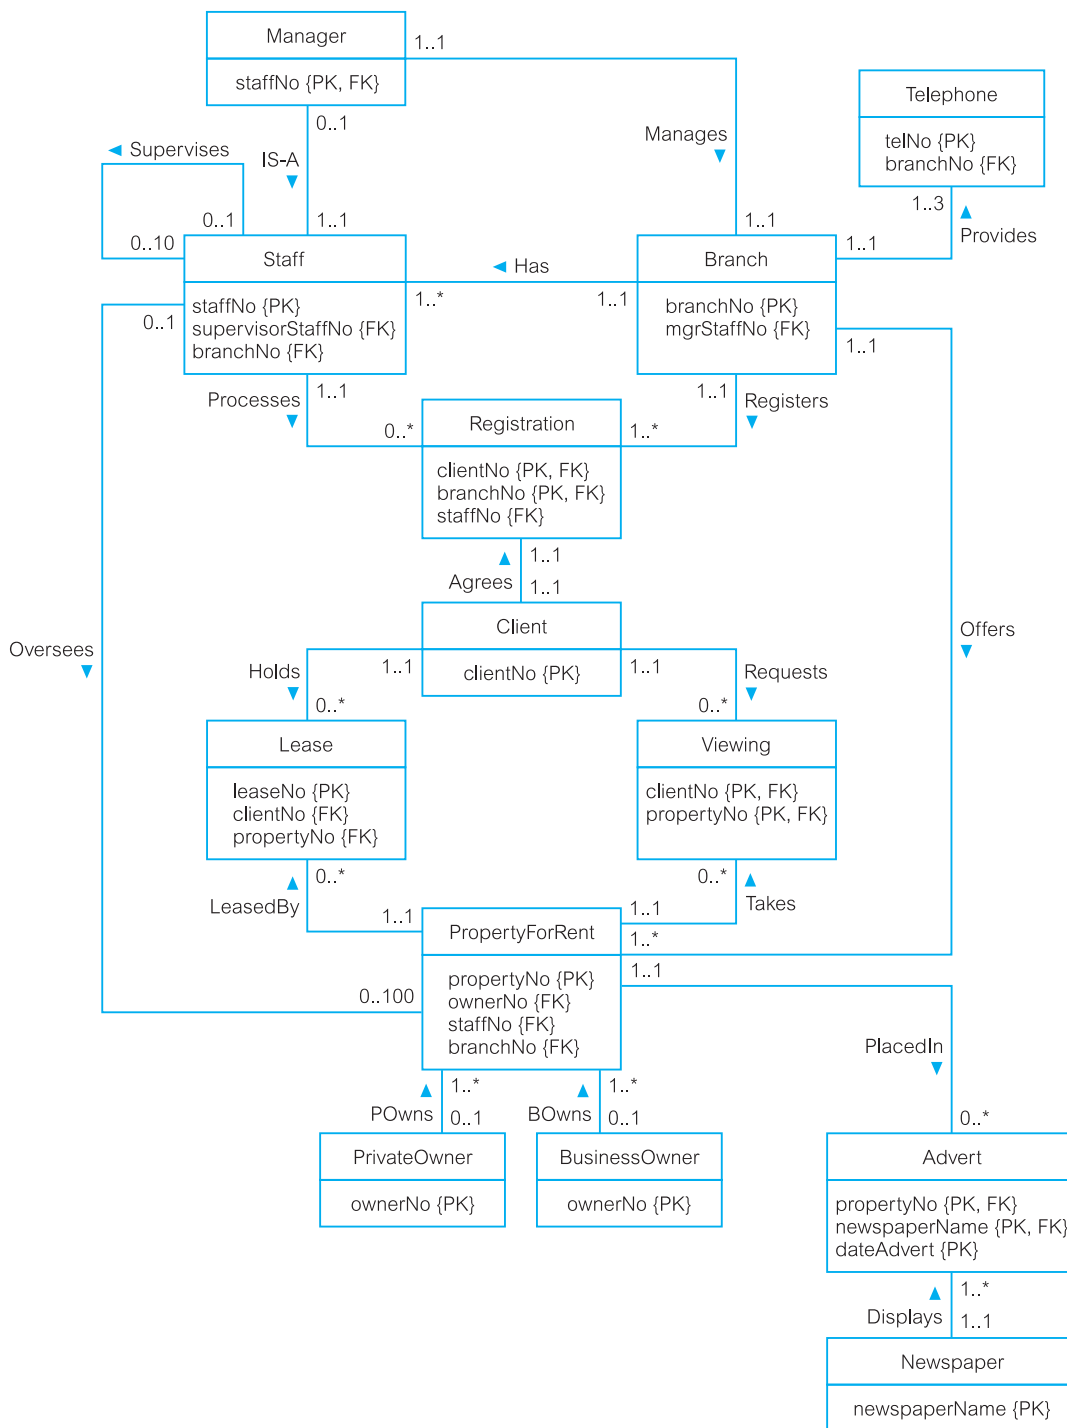 Manager
1..1
staffNo {PK, FK}
Telephone
0..1
Manages
telNo {PK}
branchNo {FK}
Supervises
IS-A
1..3
0..1
1..1
1..1
Provides
0..10
1..1
Staff
Has
Branch
staffNo {PK}
supervisorStaffNo {FK}
branchNo {FK}
0..1
1..*
1..1
branchNo {PK}
mgrStaffNo {FK}
1..1
Processes
1..1
1..1
Registers
0..*
Registration
1..*
clientNo {PK, FK}
branchNo {PK, FK}
staffNo {FK}
1..1
Agrees
1..1
Oversees
Client
Offers
Holds
1..1
clientNo {PK}
1..1
Requests
0..*
0..*
Lease
Viewing
leaseNo {PK}
clientNo {FK}
propertyNo {FK}
clientNo {PK, FK}
propertyNo {PK, FK}
0..*
0..*
LeasedBy
1..1
1..1
Takes
PropertyForRent
1..*
1..1
propertyNo {PK}
ownerNo {FK}
staffNo {FK}
branchNo {FK}
0..100
PlacedIn
1..*
1..*
POwns
0..1
BOwns
0..1
0..*
PrivateOwner
BusinessOwner
Advert
ownerNo {PK}
ownerNo {PK}
propertyNo {PK, FK}
newspaperName {PK, FK}
dateAdvert {PK}
1..*
Displays
1..1
Newspaper
newspaperName {PK}